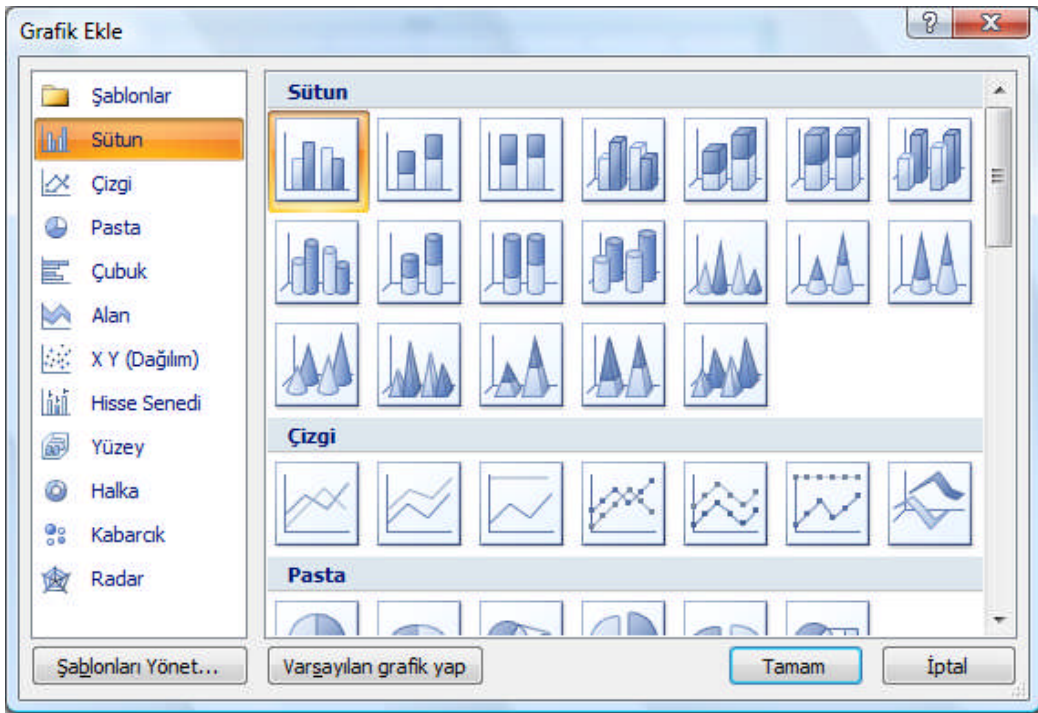 Grafik Ekle
Şablonlar
Sütun
Çizgi
Pasta
Çubuk
Alan
X Y (Dağılım)
Hisse Senedi
Yüzey
Halka
Kabarcık
Radar
Sütun
Çizgi
Pasta
Şablonları Yönet...
Varsayılan grafik yap
Tamam
İptal